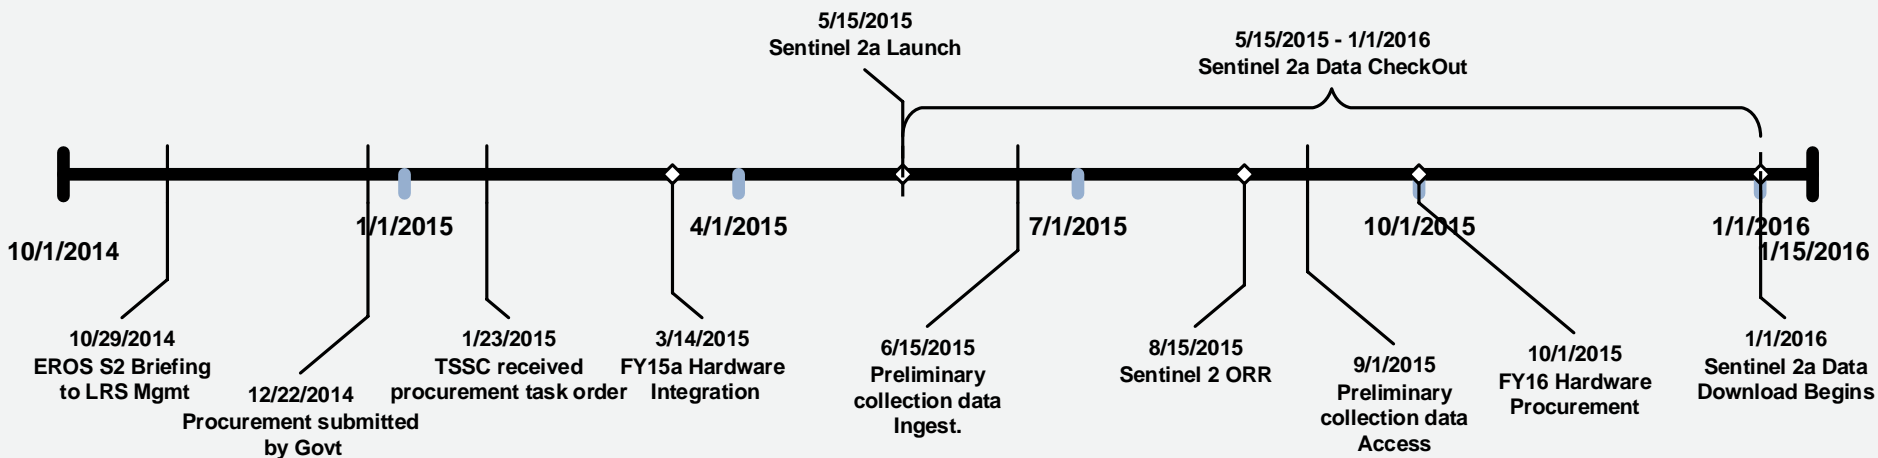 5/15/2015
Sentinel 2a Launch
5/15/2015 - 1/1/2016
Sentinel 2a Data CheckOut
10/1/2014
1/1/2015
4/1/2015
7/1/2015
10/1/2015
1/1/2016
1/15/2016
10/29/2014
EROS S2 Briefing
to LRS Mgmt
12/22/2014
Procurement submitted
by Govt
1/23/2015
TSSC received
procurement task order
3/14/2015
FY15a Hardware
Integration
6/15/2015
Preliminary
collection data
Ingest.
8/15/2015
Sentinel 2 ORR
9/1/2015
Preliminary
collection data
Access
10/1/2015
FY16 Hardware
Procurement
1/1/2016
Sentinel 2a Data
Download Begins